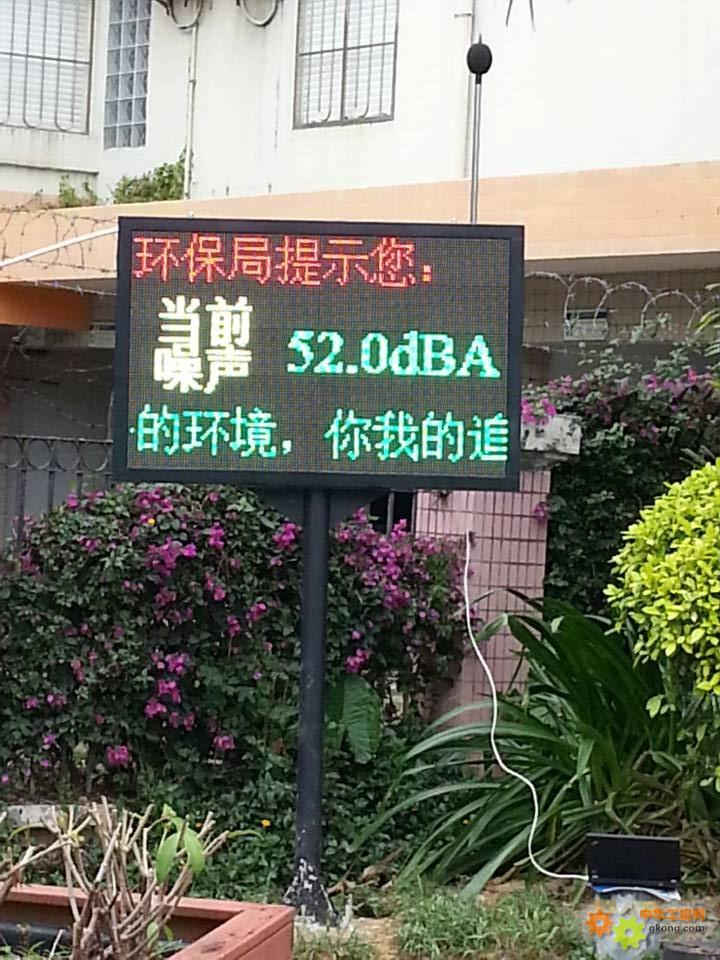 环保局提示您：
当前
噪声
52.0dBA
的环境，你我的追
中华工控网
gkong.com